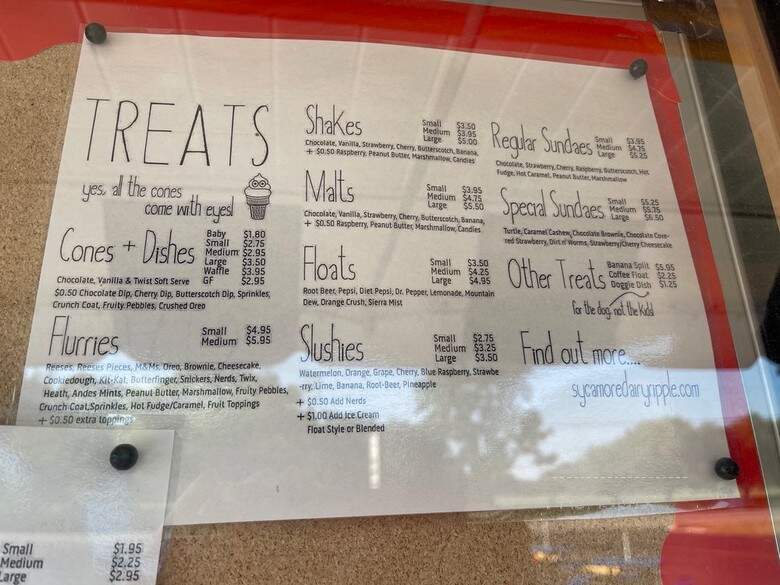 TREATS
yes, all the cones
come with eyes!
Cones + Dishes
Baby $1.80
Small $2.75
Medium $2.95
Large $3.50
Waffle $3.95
GF $2.95
Chocolate, Vanilla & Twist Soft Serve
$0.50 Chocolate Dip, Cherry Dip, Butterscotch Dip, Sprinkles,
Crunch Coat, Fruity Pebbles, Crushed Oreo
Flurries
Small $4.95
Medium $5.95
Reeses, Reeses Pieces, M&Ms, Oreo, Brownie, Cheesecake,
Cookiedough, Kit-Kat, Butterfinger, Snickers, Nerds, Twix,
Heath, Andes Mints, Peanut Butter, Marshmallow, Fruity Pebbles,
Crunch Coat,Sprinkles, Hot Fudge/Caramel, Fruit Toppings
+ $0.50 extra toppings
Shakes
Small $3.50
Medium $3.95
Large $5.00
Chocolate, Vanilla, Strawberry, Cherry, Butterscotch, Banana,
+ $0.50 Raspberry, Peanut Butter, Marshmallow, Candies
Malts
Small $3.95
Medium $4.75
Large $5.50
Chocolate, Vanilla, Strawberry, Cherry, Butterscotch, Banana,
+ $0.50 Raspberry, Peanut Butter, Marshmallow, Candies
Floats
Small $3.50
Medium $4.25
Large $4.95
Root Beer, Pepsi, Diet Pepsi, Dr. Pepper, Lemonade, Mountain
Dew, Orange Crush, Sierra Mist
Slushies
Small $2.75
Medium $3.25
Large $3.50
Watermelon, Orange, Grape, Cherry, Blue Raspberry, Strawbe
-rry, Lime, Banana, Root-Beer, Pineapple
+ $0.50 Add Nerds
+ $1.00 Add Ice Cream
Float Style or Blended
Regular Sundaes
Small $3.95
Medium $4.75
Large $5.25
Chocolate, Strawberry, Cherry, Raspberry, Butterscotch, Hot
Fudge, Hot Caramel, Peanut Butter, Marshmallow
Special Sundaes
Small $5.25
Medium $5.75
Large $6.50
Turtle, Caramel Cashew, Chocolate Brownie, Chocolate Cove-
red Strawberry, Dirt n' Worms, Strawberry/Cherry Cheesecake
Other Treats
Banana Split $5.95
Coffee Float $2.25
Doggie Dish $1.25
for the dog, not the kids!
Find out more....
sycamoredairyripple.com
Small $1.95
Medium $2.25
Large $2.95